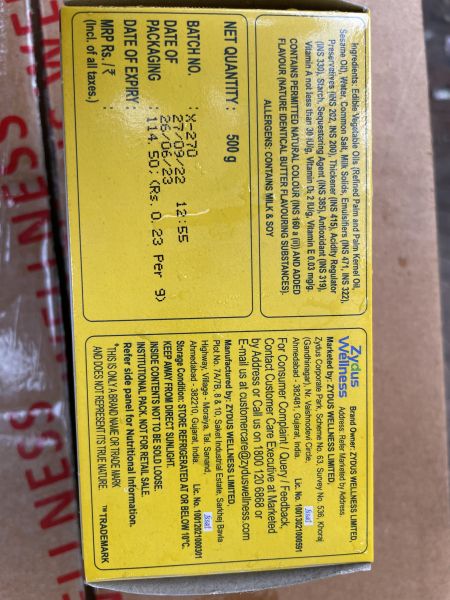 Ingredients: Edible Vegetable Oils (Refined Palm and Palm Kernel Oil,
Sesame Oil), Water, Common Salt, Milk Solids, Emulsifiers (INS 471, INS 322),
Preservatives (INS 202, INS 200), Thickener (INS 415), Acidity Regulator
(INS 330), Starch, Sequestering Agent (INS 385), Antioxidant (INS 319),
Vitamin A not less than 30 IU/g, Vitamin D₂ 2 IU/g, Vitamin E 0.03 mg/g.
CONTAINS PERMITTED NATURAL COLOUR (INS 160 a (ii)) AND ADDED
FLAVOUR (NATURE IDENTICAL BUTTER FLAVOURING SUBSTANCES).
ALLERGENS: CONTAINS MILK & SOY
NET QUANTITY: 500 g
BATCH NO. : X-270
DATE OF PACKAGING : 27/09/22 12:55
DATE OF EXPIRY: 26/06/23
MRP Rs./₹ : 114.50: (Rs. 0.23 Per g)
(Incl. of all taxes.)
Zydus
Wellness
Brand Owner: ZYDUS WELLNESS LIMITED,
Address: Refer Marketed by Address.
Marketed by: ZYDUS WELLNESS LIMITED,
Zydus Corporate Park, Scheme No. 63, Survey No. 536, Khoraj
(Gandhinagar), Nr. Vaishnodevi Circle,
Ahmedabad - 382481. Gujarat, India. Lic. No. 10013021000591
fssai
For Consumer Complaint / Query / Feedback,
Contact Customer Care Executive at Marketed
by Address or Call us on 1800 120 6868 or
E-mail us at customercare@zyduswellness.com
Manufactured by: ZYDUS WELLNESS LIMITED,
Plot No. 7A/7B, 8 & 10, Saket Industrial Estate, Sarkhej Bavla
Highway, Village - Moraiya, Tal. Sanand,
Ahmedabad - 382210, Gujarat, India. Lic. No. 10012021000301
fssai
Storage Condition: STORE REFRIGERATED AT OR BELOW 10°C.
KEEP AWAY FROM DIRECT SUNLIGHT.
INSIDE CONTENTS NOT TO BE SOLD LOOSE.
INSTITUTIONAL PACK. NOT FOR RETAIL SALE.
Refer side panel for Nutritional Information.
*THIS IS ONLY A BRAND NAME OR TRADE MARK
AND DOES NOT REPRESENT ITS TRUE NATURE. ™TRADEMARK
WELLNESS